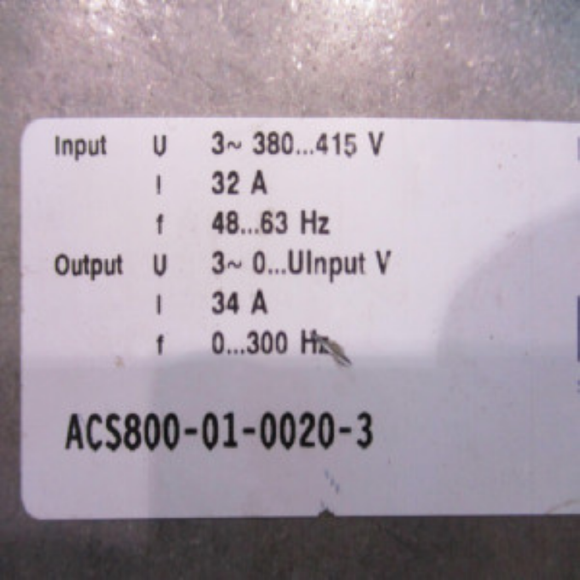 Input U 3~ 380...415 V
I 32 A
f 48...63 Hz
Output U 3~ 0...UInput V
I 34 A
f 0...300 Hz
ACS800-01-0020-3